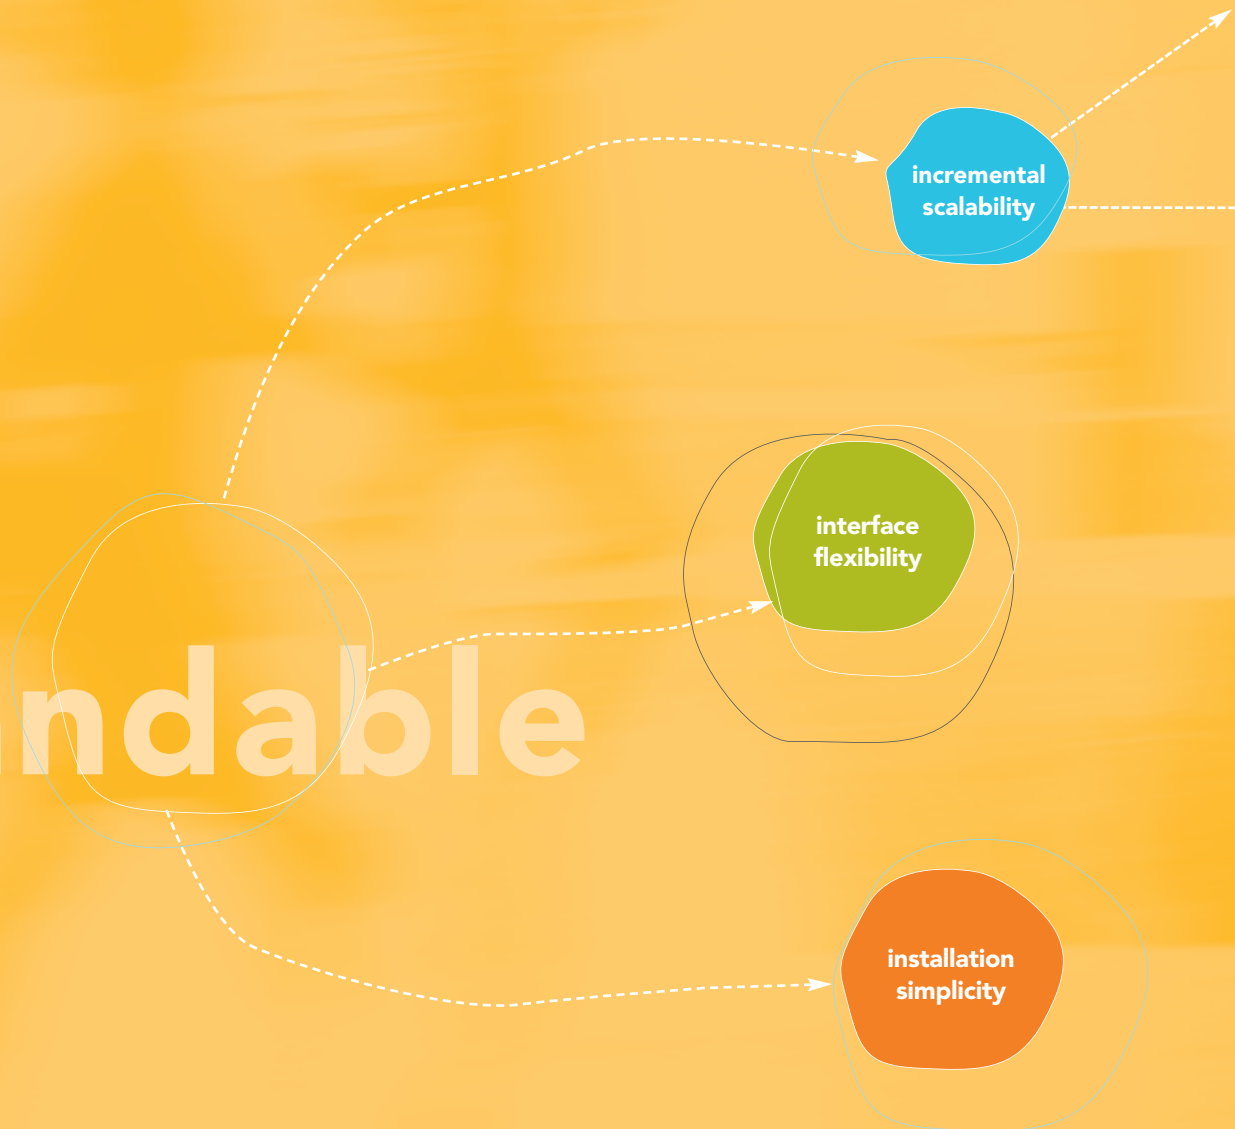 incremental
scalability
interface
flexibility
ndable
installation
simplicity